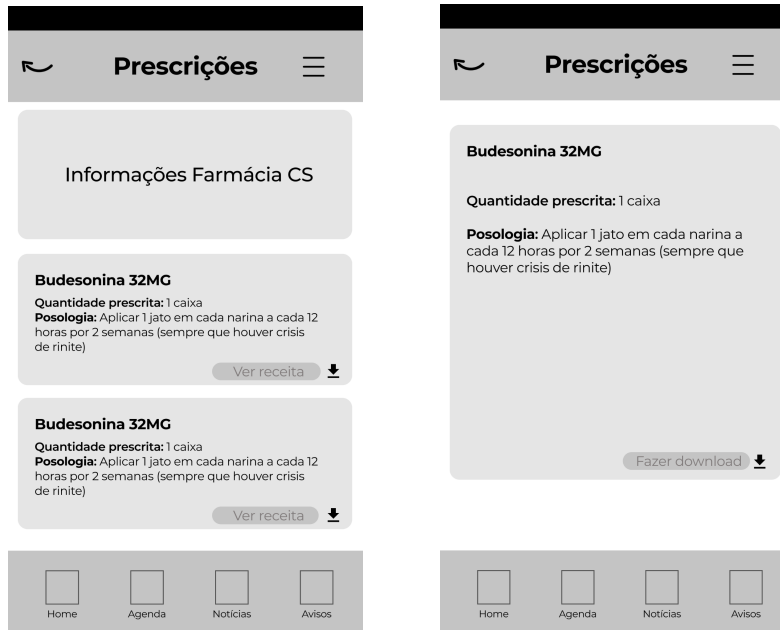 Prescrições
Informações Farmácia CS
Budesonina 32MG
Quantidade prescrita: 1 caixa
Posologia: Aplicar 1 jato em cada narina a cada 12
horas por 2 semanas (sempre que houver crisis
de rinite)
Ver receita
Budesonina 32MG
Quantidade prescrita: 1 caixa
Posologia: Aplicar 1 jato em cada narina a cada 12
horas por 2 semanas (sempre que houver crisis
de rinite)
Ver receita
Home Agenda Notícias Avisos
Prescrições
Budesonina 32MG
Quantidade prescrita: 1 caixa
Posologia: Aplicar 1 jato em cada narina a
cada 12 horas por 2 semanas (sempre que
houver crisis de rinite)
Fazer download
Home Agenda Notícias Avisos